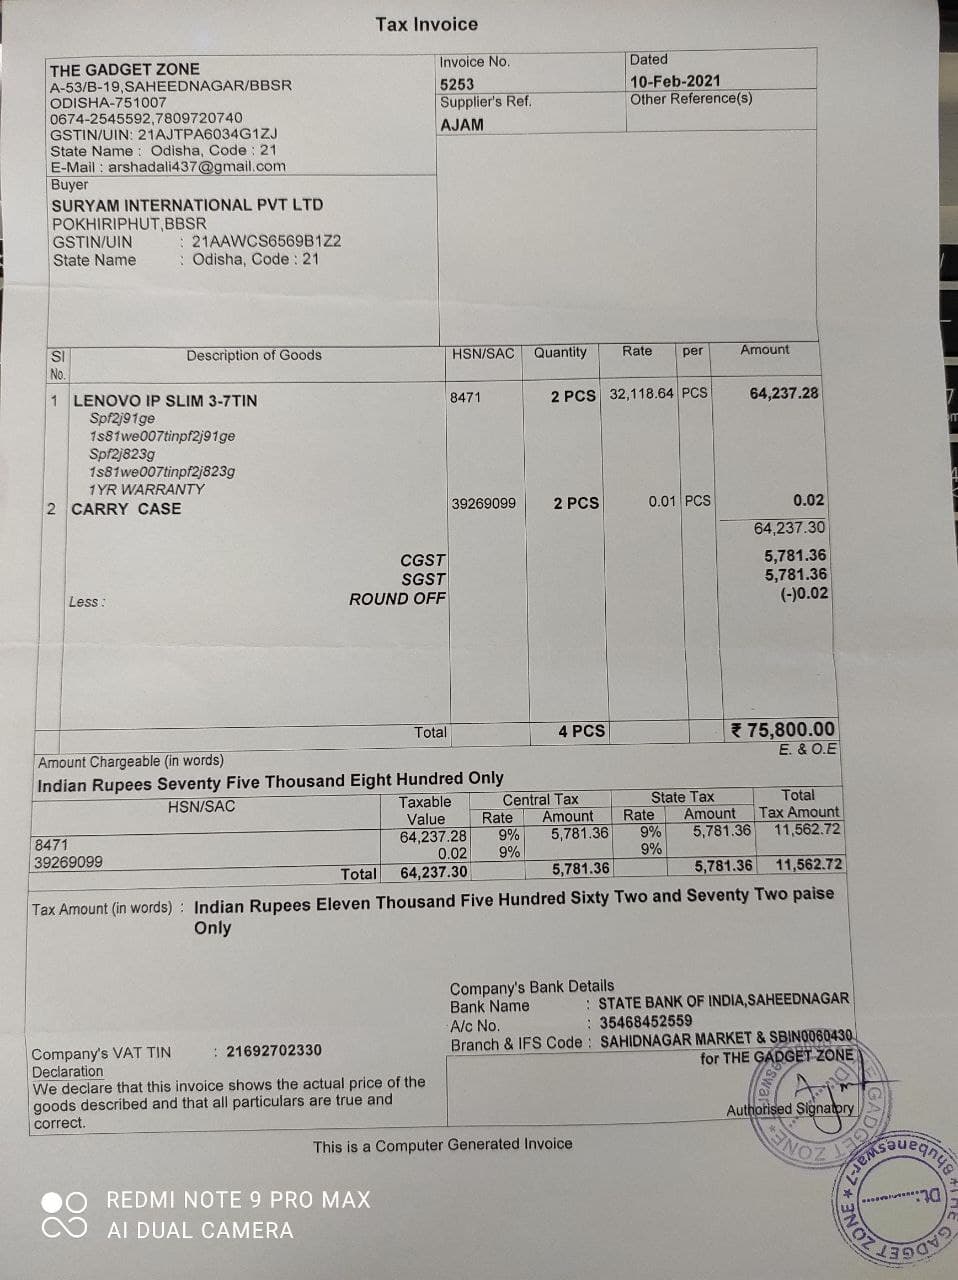 Tax Invoice
THE GADGET ZONE
A-53/B-19,SAHEEDNAGAR/BBSR
ODISHA-751007
0674-2545592,7809720740
GSTIN/UIN: 21AJTPA6034G1ZJ
State Name : Odisha, Code : 21
E-Mail : arshadali437@gmail.com
Invoice No.
5253
Dated
10-Feb-2021
Supplier's Ref.
AJAM
Other Reference(s)
Buyer
SURYAM INTERNATIONAL PVT LTD
POKHIRIPHUT,BBSR
GSTIN/UIN : 21AAWCS6569B1Z2
State Name : Odisha, Code : 21
Sl No. Description of Goods HSN/SAC Quantity Rate per Amount
1 LENOVO IP SLIM 3-7TIN 8471 2 PCS 32,118.64 PCS 64,237.28
Spf2j91ge
1s81we007tinpf2j91ge
Spf2j823g
1s81we007tinpf2j823g
1YR WARRANTY
2 CARRY CASE 39269099 2 PCS 0.01 PCS 0.02
64,237.30
CGST 5,781.36
SGST 5,781.36
Less : ROUND OFF (-)0.02
Total 4 PCS ₹ 75,800.00
Amount Chargeable (in words) E. & O.E
Indian Rupees Seventy Five Thousand Eight Hundred Only
HSN/SAC Taxable Value Central Tax State Tax Total Tax Amount
Rate Amount Rate Amount
8471 64,237.28 9% 5,781.36 9% 5,781.36 11,562.72
39269099 0.02 9% 9%
Total 64,237.30 5,781.36 5,781.36 11,562.72
Tax Amount (in words) : Indian Rupees Eleven Thousand Five Hundred Sixty Two and Seventy Two paise
Only
Company's Bank Details
Bank Name : STATE BANK OF INDIA,SAHEEDNAGAR
A/c No. : 35468452559
Branch & IFS Code : SAHIDNAGAR MARKET & SBIN0060430
Company's VAT TIN : 21692702330
Declaration
We declare that this invoice shows the actual price of the
goods described and that all particulars are true and
correct.
for THE GADGET ZONE
Authorised Signatory
This is a Computer Generated Invoice
THE GADGET ZONE * Bhubaneswar-7 *
Dt:
REDMI NOTE 9 PRO MAX
AI DUAL CAMERA